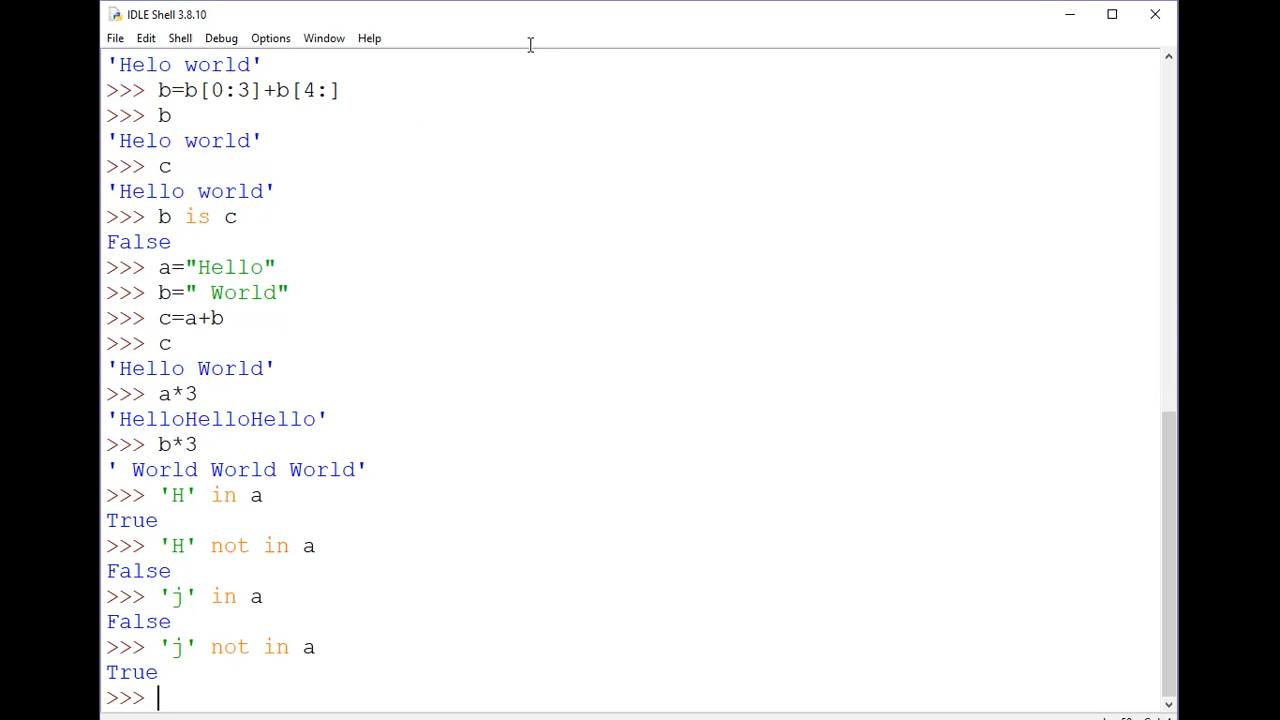 IDLE Shell 3.8.10
File Edit Shell Debug Options Window Help
'Helo world'
>>> b=b[0:3]+b[4:]
>>> b
'Helo world'
>>> c
'Hello world'
>>> b is c
False
>>> a="Hello"
>>> b=" World"
>>> c=a+b
>>> c
'Hello World'
>>> a*3
'HelloHelloHello'
>>> b*3
' World World World'
>>> 'H' in a
True
>>> 'H' not in a
False
>>> 'j' in a
False
>>> 'j' not in a
True
>>>